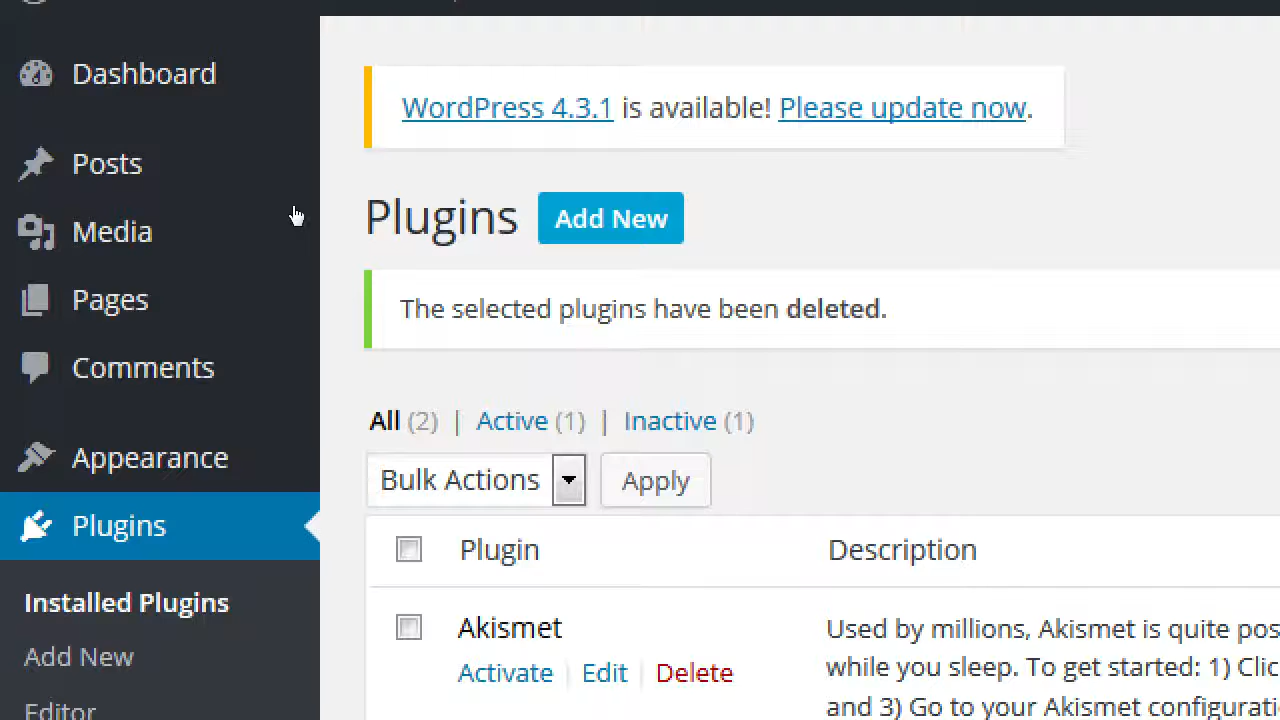 Dashboard
Posts
Media
Pages
Comments
Appearance
Plugins
Installed Plugins
Add New
Editor
WordPress 4.3.1 is available! Please update now.
Plugins Add New
The selected plugins have been deleted.
All (2) | Active (1) | Inactive (1)
Bulk Actions Apply
Plugin Description
Akismet
Activate | Edit | Delete
Used by millions, Akismet is quite pos
while you sleep. To get started: 1) Clic
and 3) Go to your Akismet configurati